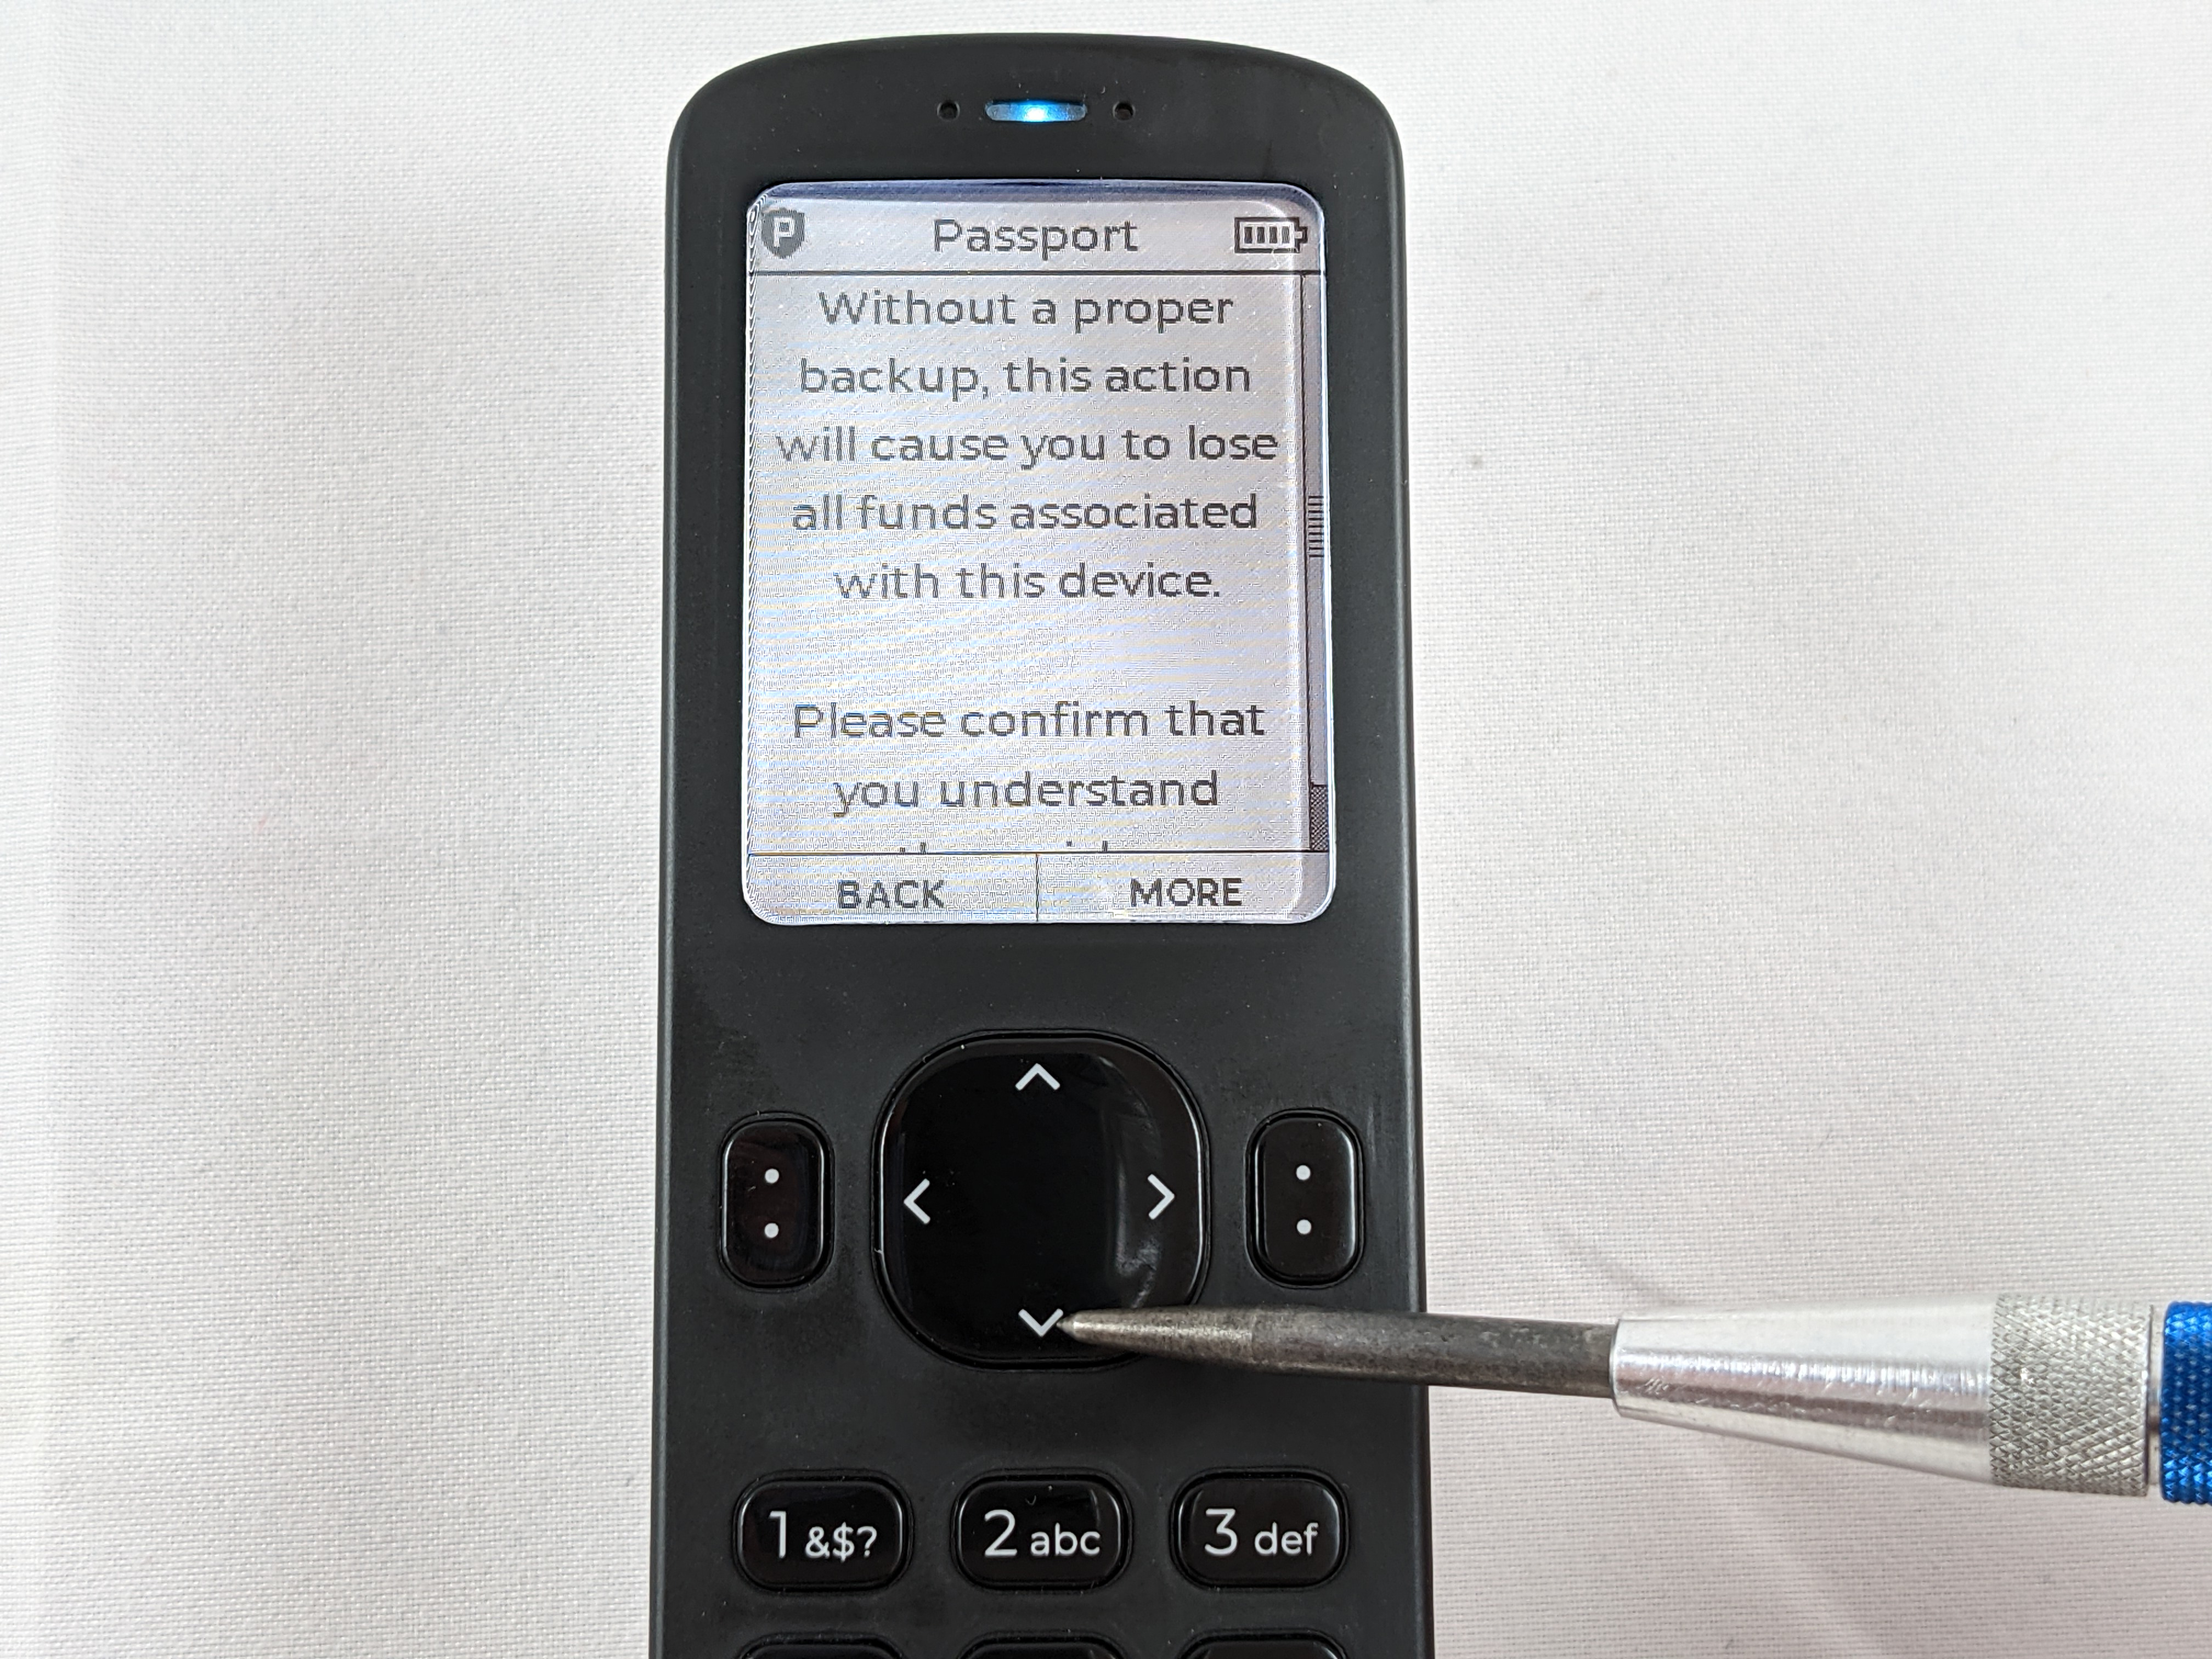 P Passport
Without a proper
backup, this action
will cause you to lose
all funds associated
with this device.
Please confirm that
you understand
BACK MORE
1 &$? 2 abc 3 def